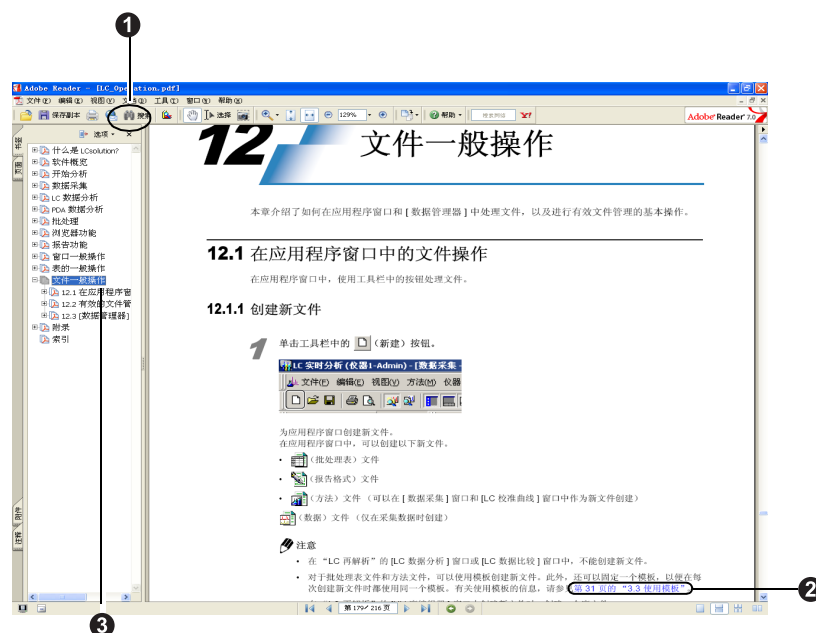 1
Adobe Reader - [LC_Operation.pdf]
文件(F) 编辑(E) 视图(V) 文档(D) 工具(T) 窗口(W) 帮助(H)
保存副本 搜索 选择 129% 帮助 Y! Adobe Reader 7.0
选项
什么是 LCsolution?
软件概览
开始分析
数据采集
LC 数据分析
PDA 数据分析
批处理
浏览器功能
报告功能
窗口一般操作
表的一般操作
文件一般操作
12.1 在应用程序窗
12.2 有效的文件管
12.3 [数据管理器]
附录
索引
12 文件一般操作
本章介绍了如何在应用程序窗口和 [ 数据管理器 ] 中处理文件，以及进行有效文件管理的基本操作。
12.1 在应用程序窗口中的文件操作
在应用程序窗口中，使用工具栏中的按钮处理文件。
12.1.1 创建新文件
1 单击工具栏中的 （新建）按钮。
LC 实时分析 (仪器1-Admin) - [数据采集 -
文件(F) 编辑(E) 视图(V) 方法(M) 仪器
为应用程序窗口创建新文件。
在应用程序窗口中，可以创建以下新文件。
• （批处理表）文件
• （报告格式）文件
• （方法）文件 （可以在 [ 数据采集 ] 窗口和 [LC 校准曲线 ] 窗口中作为新文件创建）
（数据）文件 （仅在采集数据时创建）
注意
• 在 “LC 再解析” 的 [LC 数据分析 ] 窗口或 [LC 数据比较 ] 窗口中，不能创建新文件。
• 对于批处理表文件和方法文件，可以使用模板创建新文件。此外，还可以固定一个模板，以便在每
次创建新文件时都使用同一个模板。有关使用模板的信息，请参 第 31 页的 “3.3 使用模板”
2
第 179 / 216 页
3